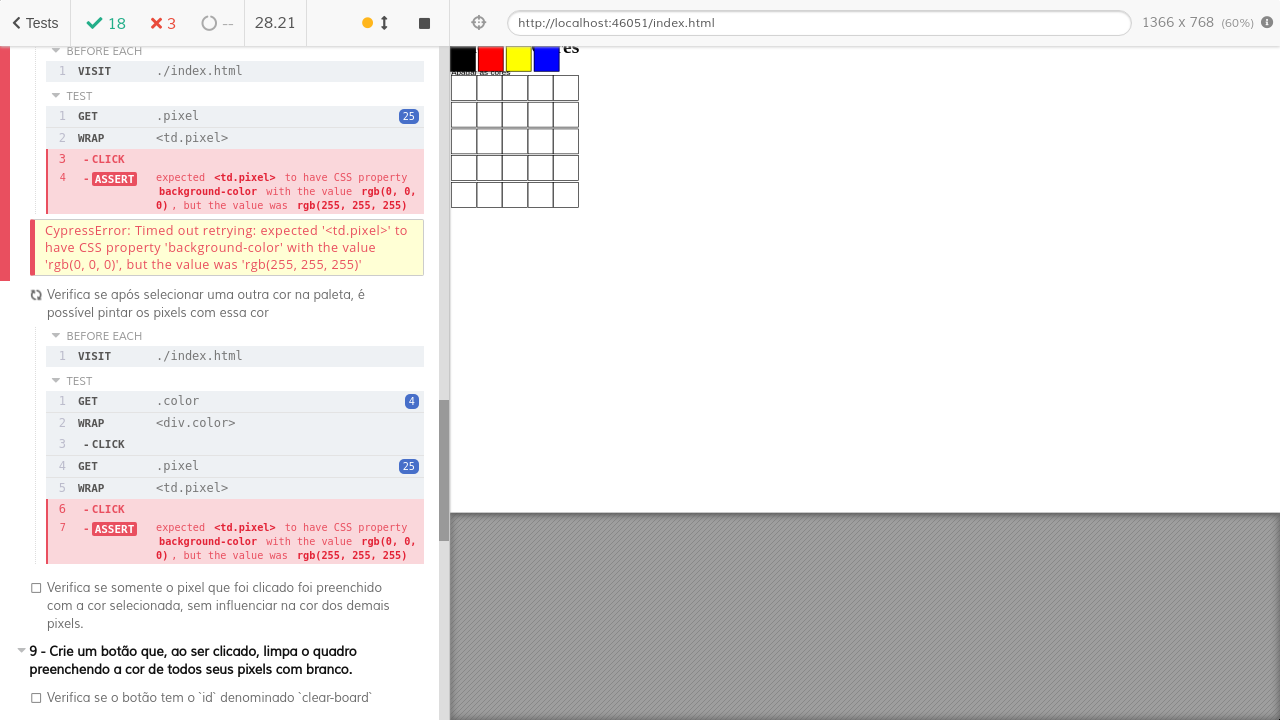 Tests 18 3 -- 28.21 http://localhost:46051/index.html 1366 x 768 (60%)
BEFORE EACH
1 VISIT ./index.html
TEST
1 GET .pixel 25
2 WRAP <td.pixel>
3 - CLICK
4 - ASSERT expected <td.pixel> to have CSS property
background-color with the value rgb(0, 0,
0) , but the value was rgb(255, 255, 255)
CypressError: Timed out retrying: expected '<td.pixel>' to
have CSS property 'background-color' with the value
'rgb(0, 0, 0)', but the value was 'rgb(255, 255, 255)'
Verifica se após selecionar uma outra cor na paleta, é
possível pintar os pixels com essa cor
BEFORE EACH
1 VISIT ./index.html
TEST
1 GET .color 4
2 WRAP <div.color>
3 - CLICK
4 GET .pixel 25
5 WRAP <td.pixel>
6 - CLICK
7 - ASSERT expected <td.pixel> to have CSS property
background-color with the value rgb(0, 0,
0) , but the value was rgb(255, 255, 255)
Verifica se somente o pixel que foi clicado foi preenchido
com a cor selecionada, sem influenciar na cor dos demais
pixels.
9 - Crie um botão que, ao ser clicado, limpa o quadro
preenchendo a cor de todos seus pixels com branco.
Verifica se o botão tem o `id` denominado `clear-board`